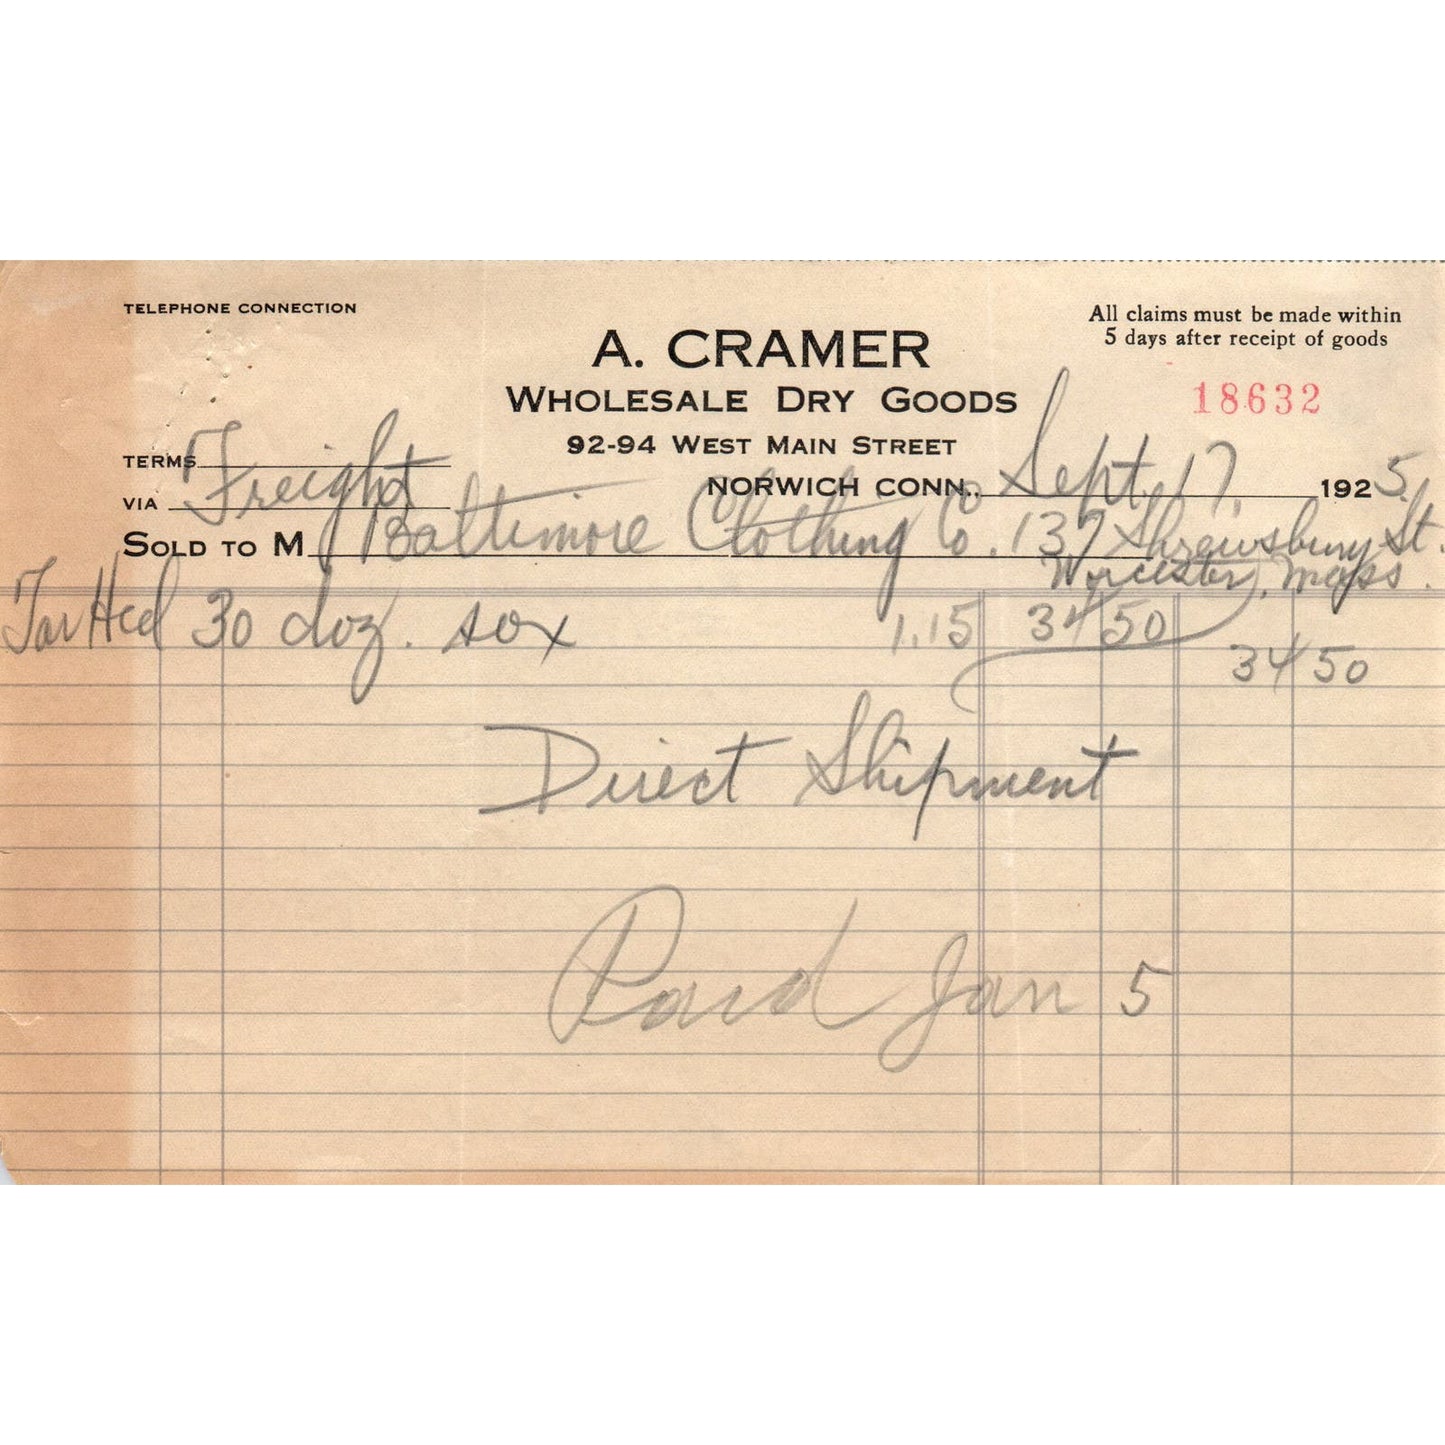 TELEPHONE CONNECTION
All claims must be made within
5 days after receipt of goods
A. CRAMER
WHOLESALE DRY GOODS
18632
92-94 WEST MAIN STREET
TERMS
NORWICH CONN., Sept. 17 1925
VIA Freight
SOLD TO M Baltimore Clothing Co. 137 Shrewsbury St.
Worcester, Mass.
Tar Heel 30 doz. sox 1.15 34 50
34 50
Direct Shipment
Paid Jan 5